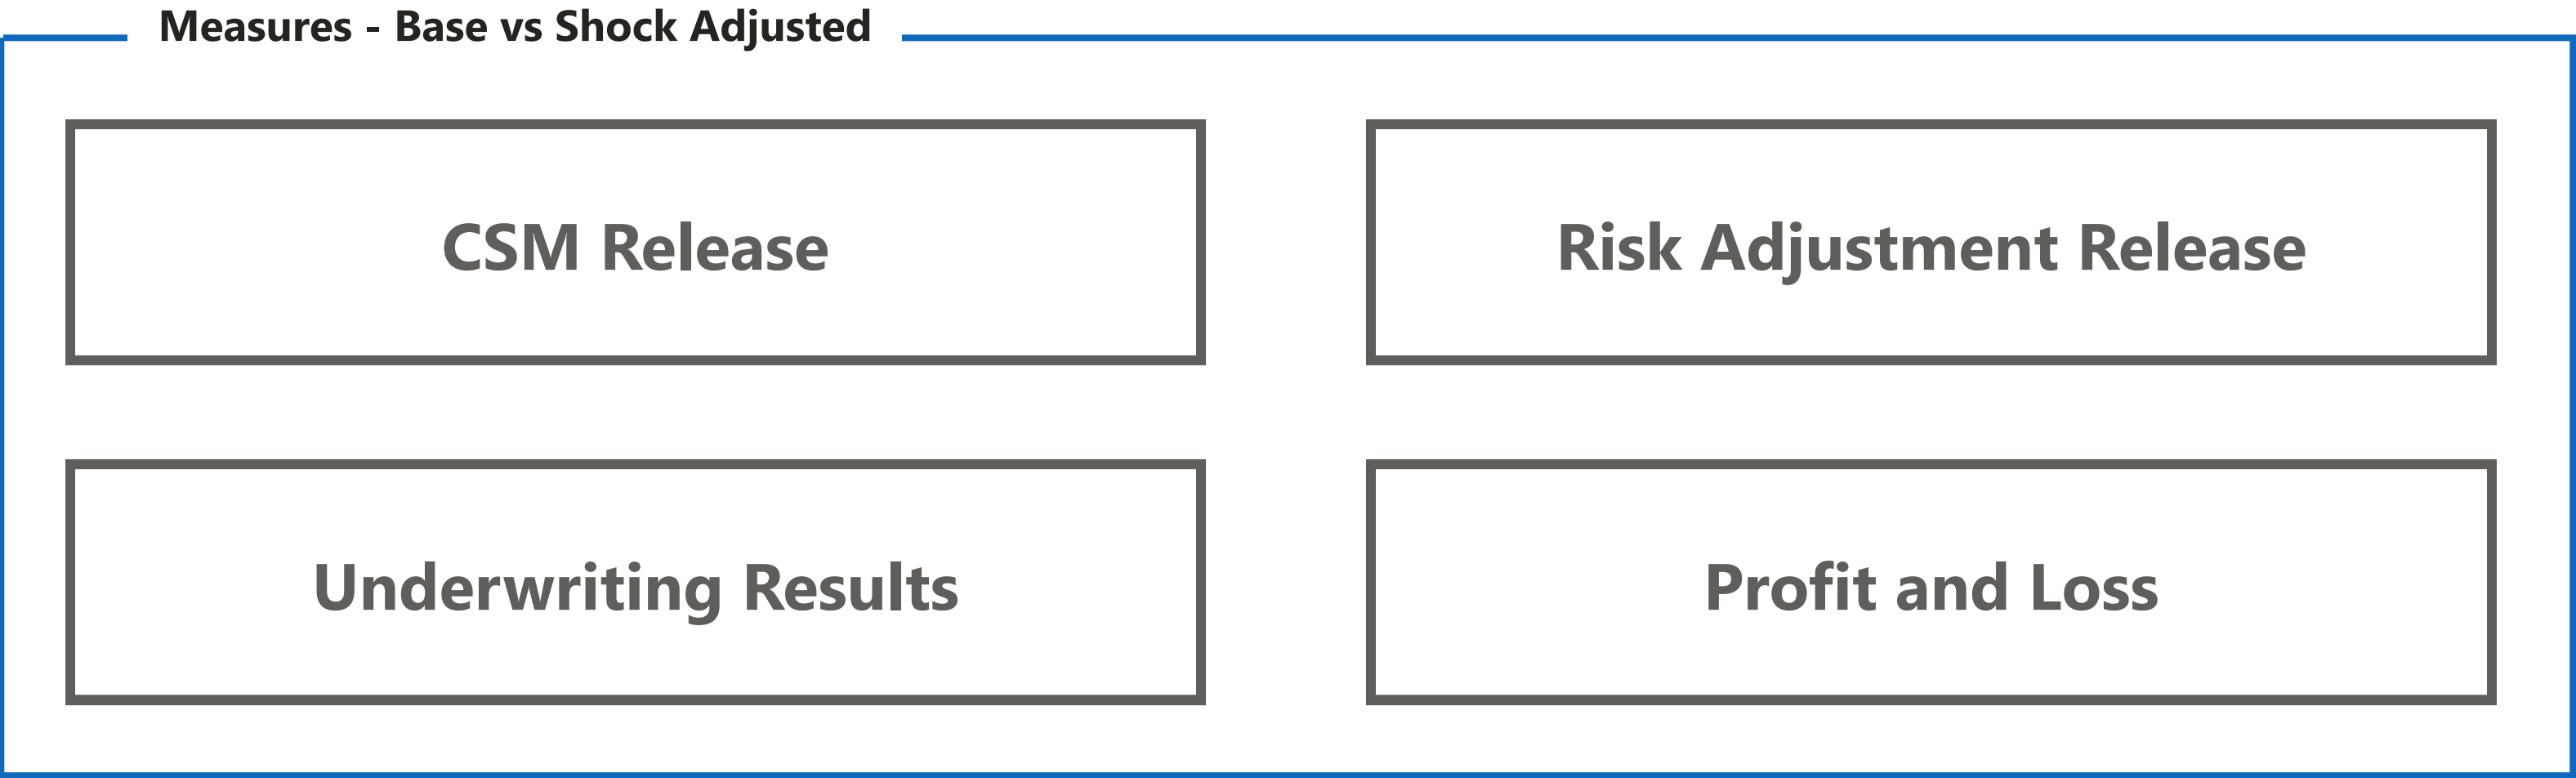 Measures - Base vs Shock Adjusted
CSM Release
Risk Adjustment Release
Underwriting Results
Profit and Loss